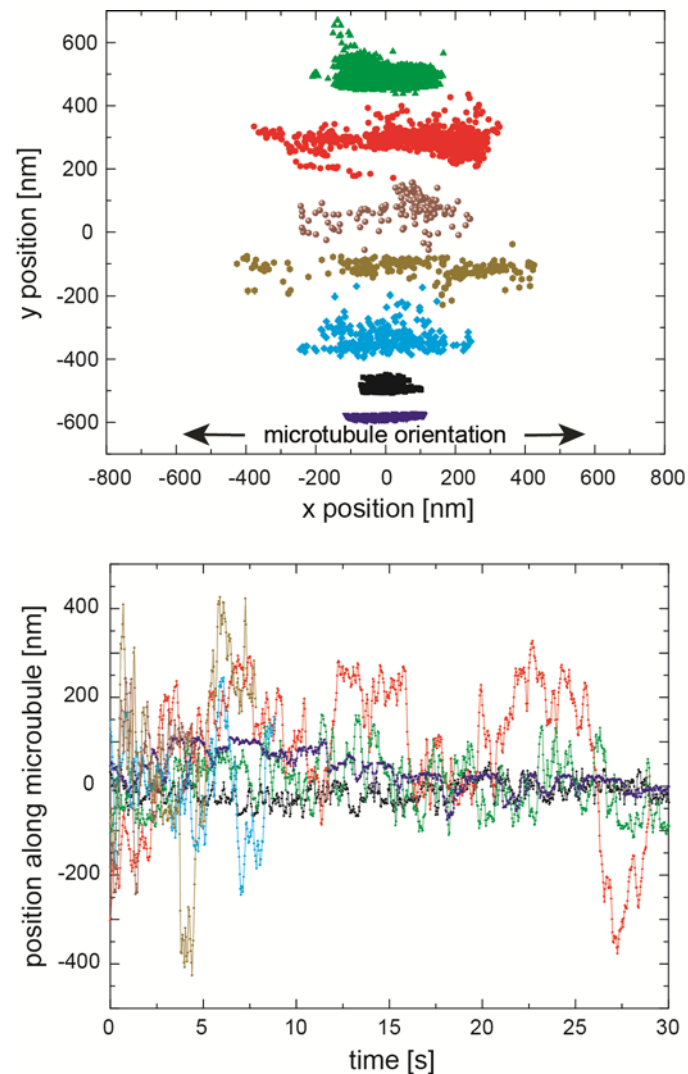 600
400
200
0
-200
-400
-600
y position [nm]
microtubule orientation
-800 -600 -400 -200 0 200 400 600 800
x position [nm]
400
200
0
-200
-400
position along microubule [nm]
0 5 10 15 20 25 30
time [s]